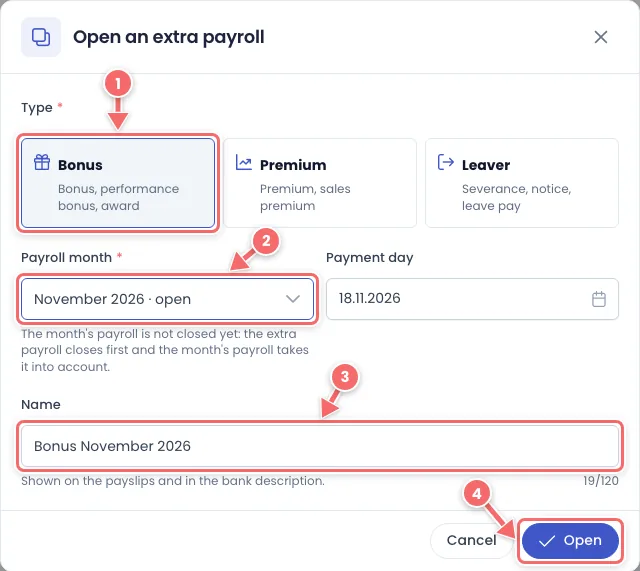 Open an extra payroll
1
Type *
Bonus
Bonus, performance
bonus, award
Premium
Premium, sales
premium
Leaver
Severance, notice,
leave pay
2
Payroll month *
Payment day
November 2026 · open
18.11.2026
The month's payroll is not closed yet: the extra
payroll closes first and the month's payroll takes
it into account.
3
Name
Bonus November 2026
Shown on the payslips and in the bank description.
19/120
4
Cancel
Open